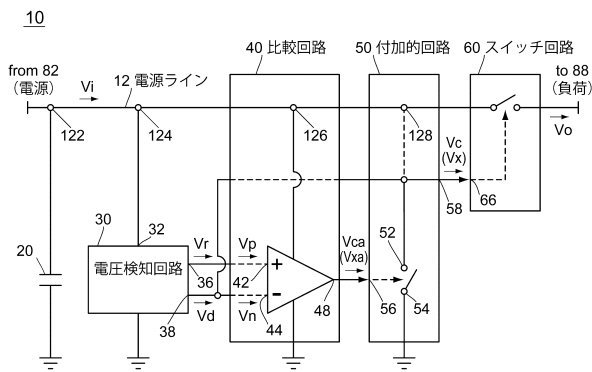 10
40 比較回路
50 付加的回路
60 スイッチ回路
from 82
(電源)
Vi
12 電源ライン
to 88
(負荷)
122
124
126
128
Vo
Vc
(Vx)
66
58
30
32
20
電圧検知回路
Vr
Vp
36
42
+
Vca
(Vxa)
52
38
Vd
Vn
-
44
48
56
54